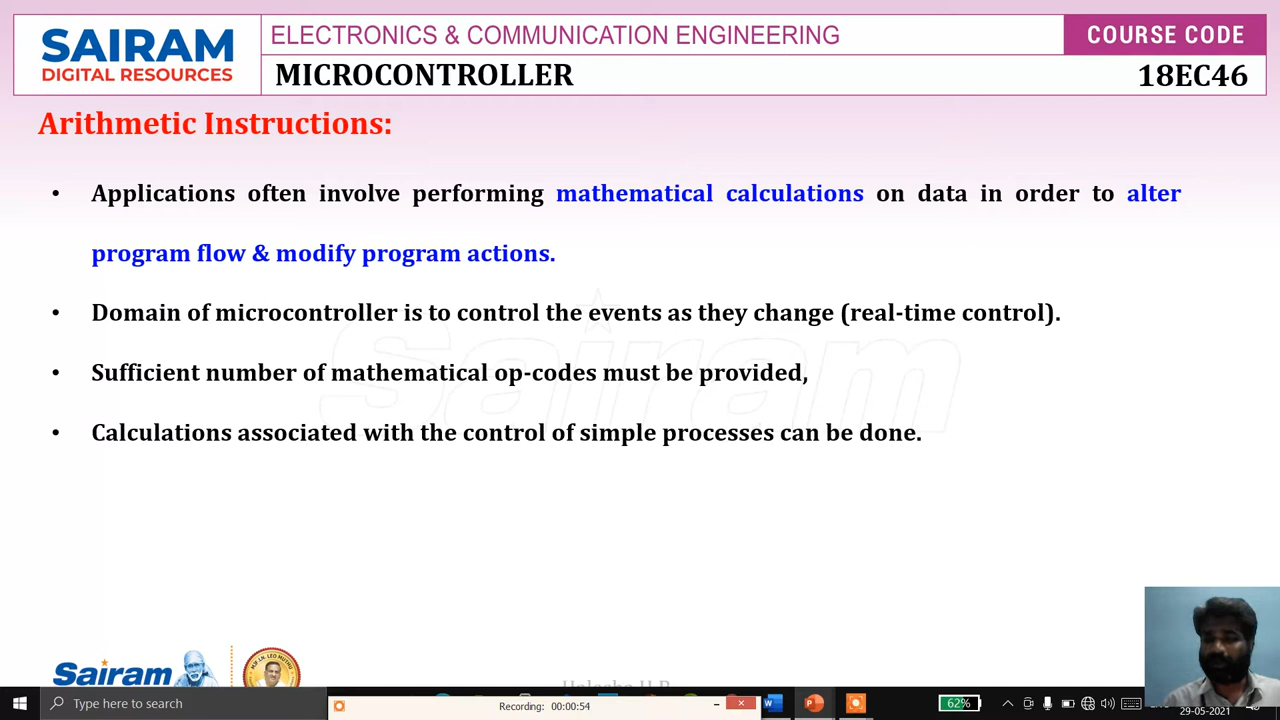 SAIRAM
DIGITAL RESOURCES
ELECTRONICS & COMMUNICATION ENGINEERING
COURSE CODE
MICROCONTROLLER
18EC46
Arithmetic Instructions:
• Applications often involve performing mathematical calculations on data in order to alter
program flow & modify program actions.
• Domain of microcontroller is to control the events as they change (real-time control).
• Sufficient number of mathematical op-codes must be provided,
• Calculations associated with the control of simple processes can be done.
Sairam
Sairam
Type here to search
Recording: 00:00:54
62%
29-05-2021